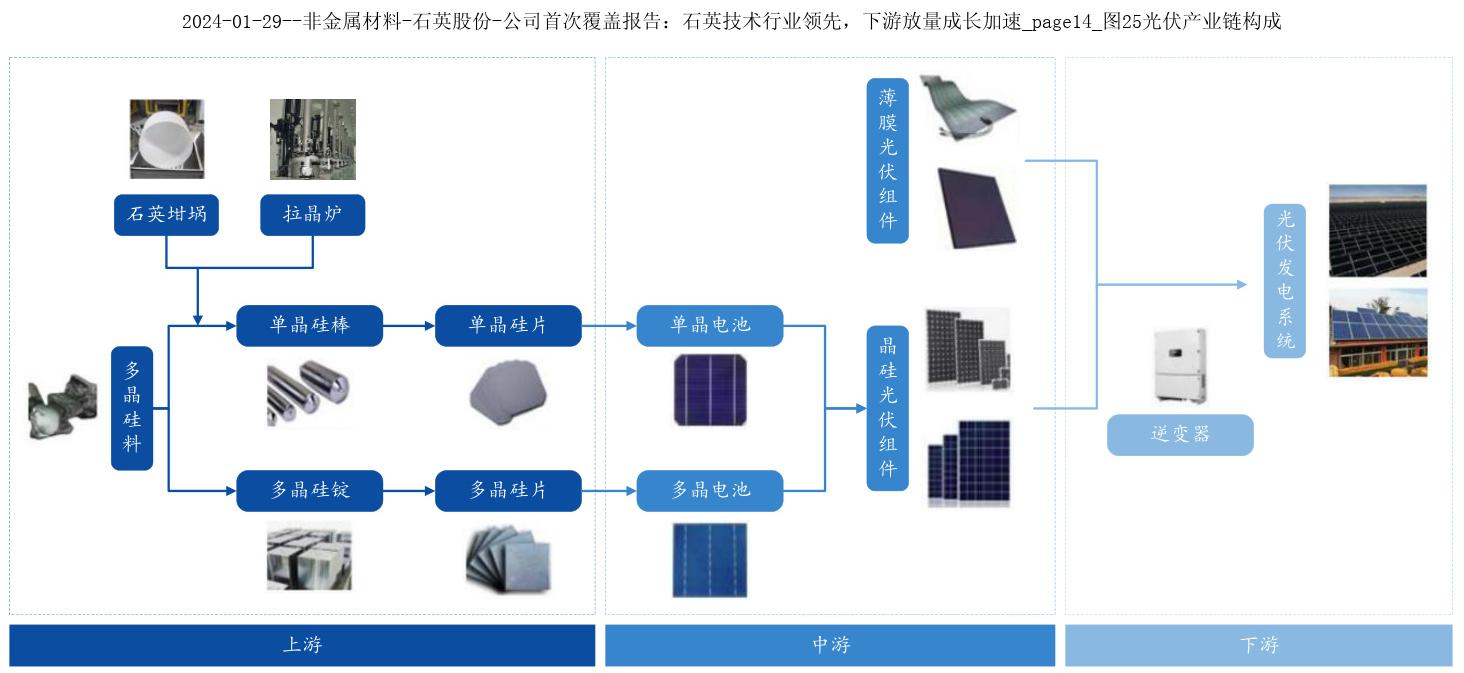 2024-01-29--非金属材料-石英股份-公司首次覆盖报告：石英技术行业领先，下游放量成长加速_page14_图25光伏产业链构成
石英坩埚
拉晶炉
多晶硅料
单晶硅棒
单晶硅片
多晶硅锭
多晶硅片
单晶电池
多晶电池
薄膜光伏组件
晶硅光伏组件
逆变器
光伏发电系统
上游
中游
下游